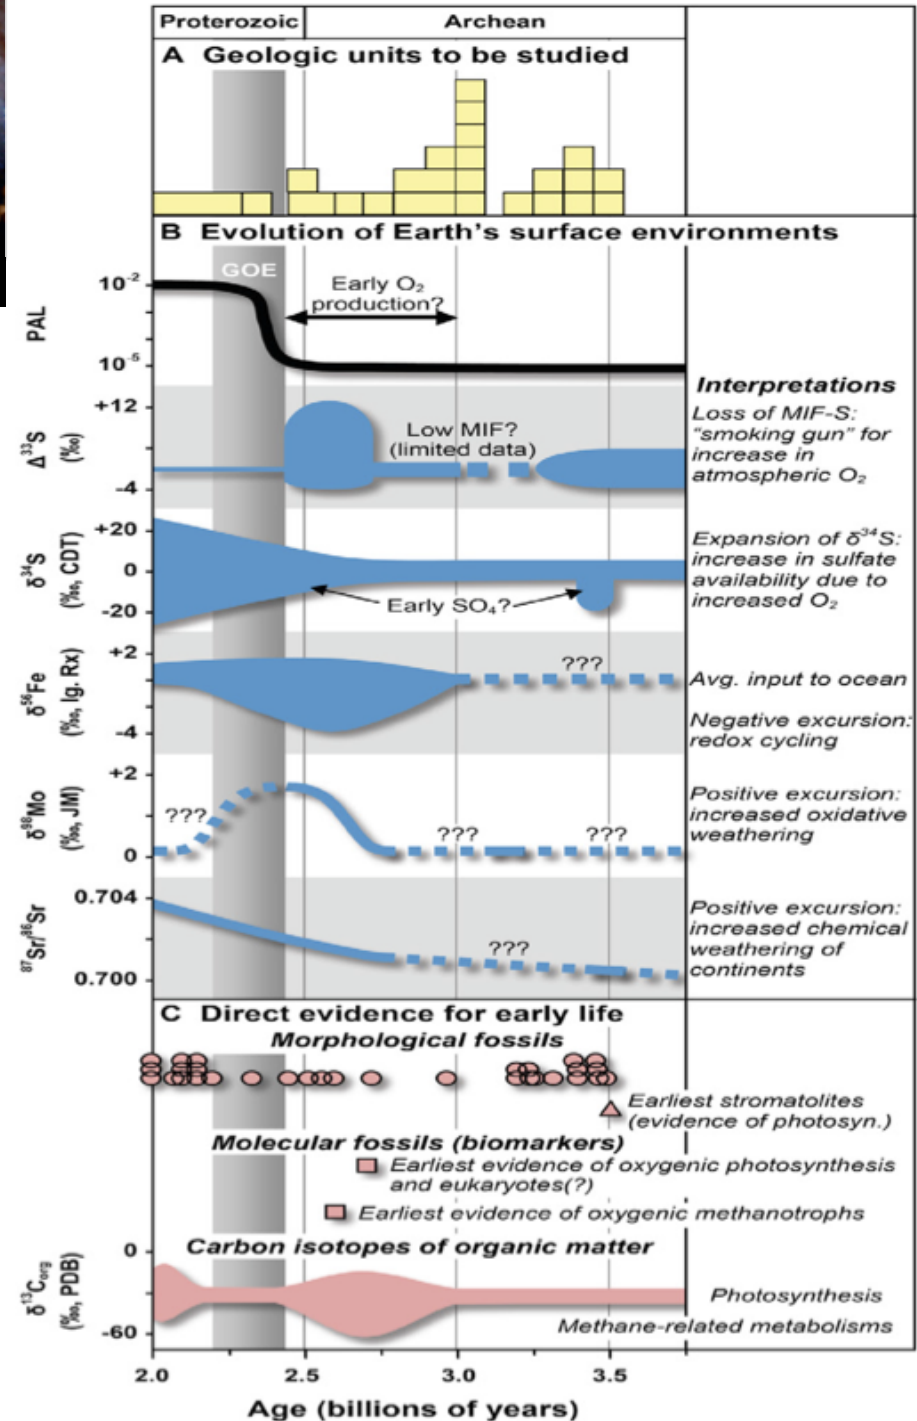 Proterozoic
Archean
A Geologic units to be studied
B Evolution of Earth's surface environments
GOE
Early O₂
production?
10⁻²
PAL
10⁻⁵
Interpretations
+12
Δ³³S
(‰)
-4
Low MIF?
(limited data)
Loss of MIF-S:
"smoking gun" for
increase in
atmospheric O₂
+20
δ³⁴S
(‰, CDT)
0
-20
Early SO₄?
Expansion of δ³⁴S:
increase in sulfate
availability due to
increased O₂
+2
δ⁵⁶Fe
(‰, Ig. Rx)
-4
???
Avg. input to ocean
Negative excursion:
redox cycling
+2
δ⁹⁸Mo
(‰, JM)
0
???
???
???
Positive excursion:
increased oxidative
weathering
0.704
⁸⁷Sr/⁸⁶Sr
0.700
???
Positive excursion:
increased chemical
weathering of
continents
C Direct evidence for early life
Morphological fossils
Earliest stromatolites
(evidence of photosyn.)
Molecular fossils (biomarkers)
Earliest evidence of oxygenic photosynthesis
and eukaryotes(?)
Earliest evidence of oxygenic methanotrophs
Carbon isotopes of organic matter
0
δ¹³Corg
(‰, PDB)
-60
Photosynthesis
Methane-related metabolisms
2.0 2.5 3.0 3.5
Age (billions of years)